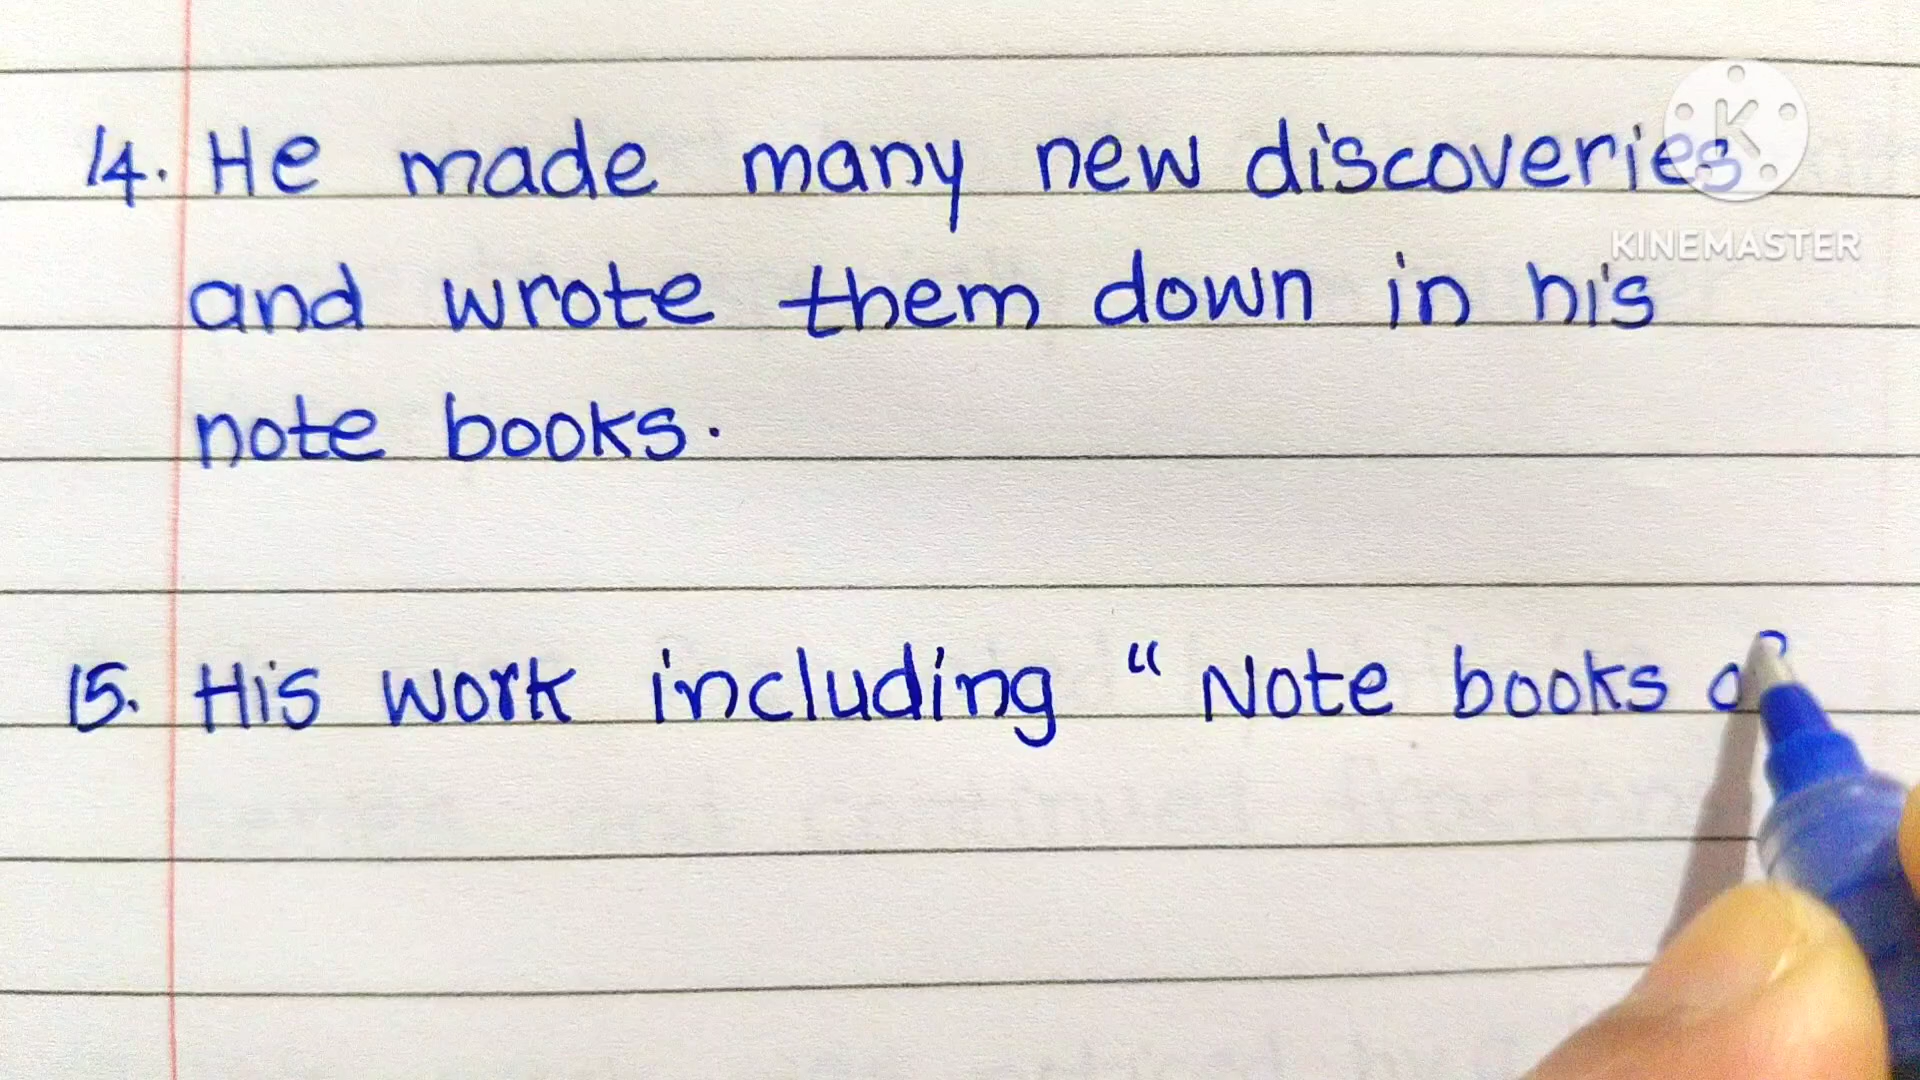 14. He made many new discoveries
and wrote them down in his
note books.
15. His work including “ Note books
KINEMASTER